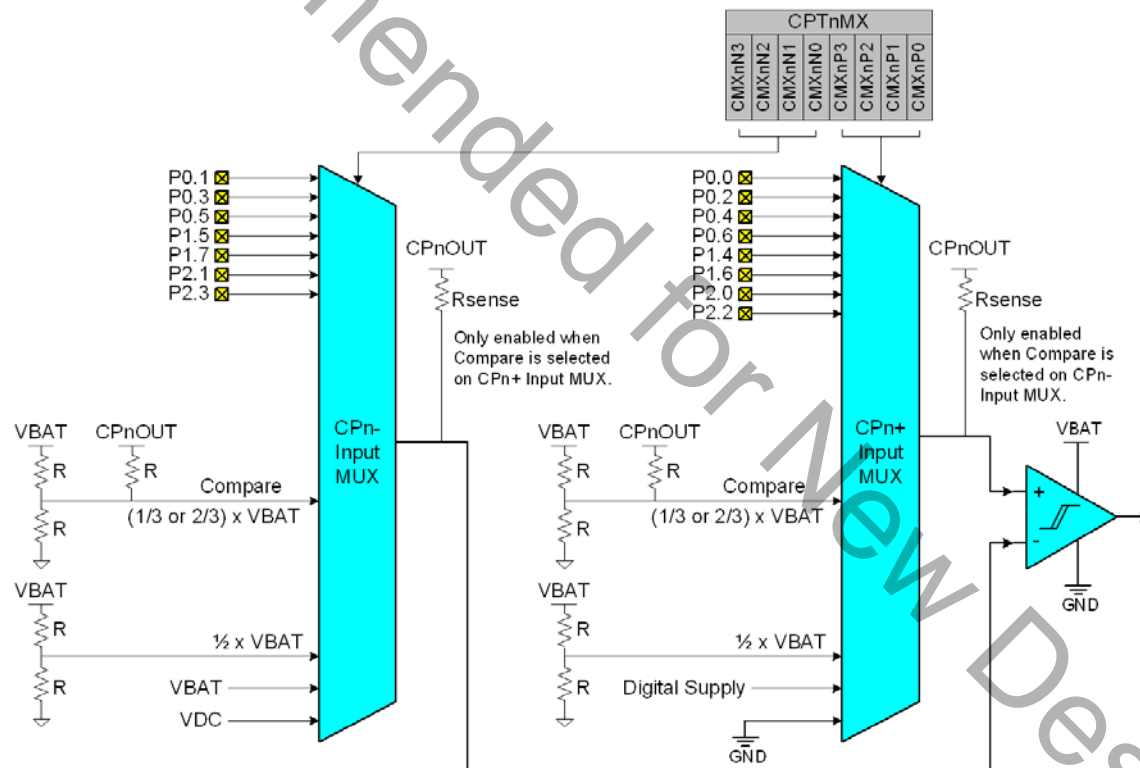 CPTnMX
CMXnN3
CMXnN2
CMXnN1
CMXnN0
CMXnP3
CMXnP2
CMXnP1
CMXnP0
P0.1
P0.3
P0.5
P1.5
P1.7
P2.1
P2.3
CPnOUT
Rsense
Only enabled when
Compare is selected
on CPn+ Input MUX.
VBAT
CPnOUT
R
R
R
Compare
(1/3 or 2/3) x VBAT
CPn-
Input
MUX
VBAT
R
R
½ x VBAT
VBAT
VDC
P0.0
P0.2
P0.4
P0.6
P1.4
P1.6
P2.0
P2.2
CPnOUT
Rsense
Only enabled
when Compare is
selected on CPn-
Input MUX.
VBAT
CPnOUT
R
R
R
Compare
(1/3 or 2/3) x VBAT
CPn+
Input
MUX
VBAT
R
R
½ x VBAT
Digital Supply
GND
VBAT
+
-
GND
mended for New Des